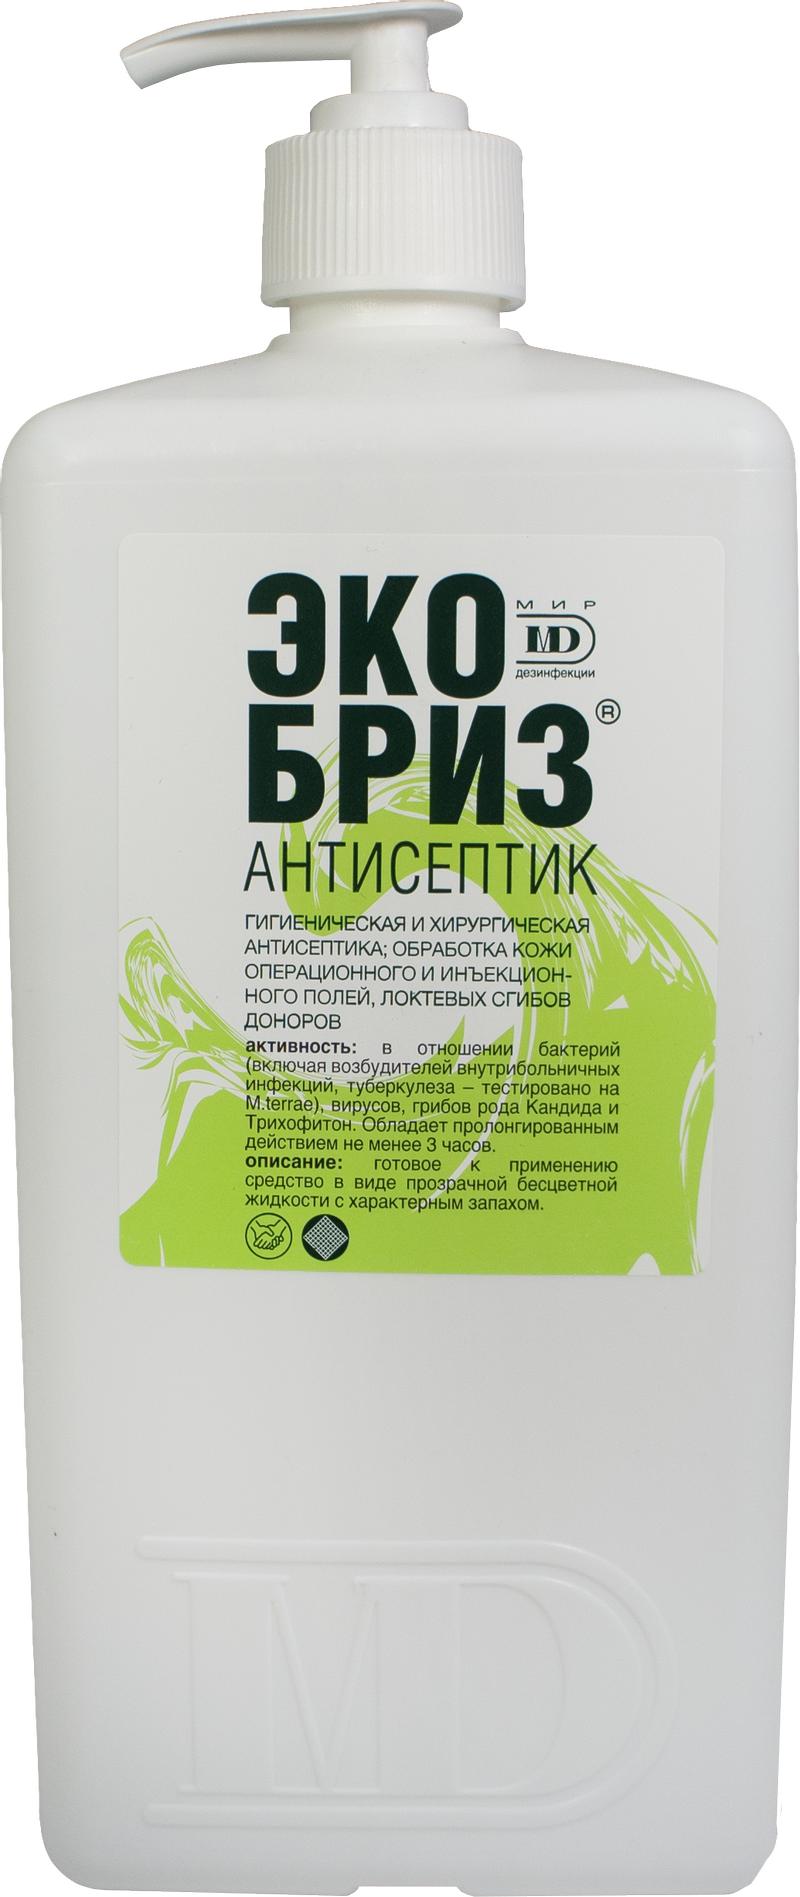 ЭКО
МИР
MD
дезинфекции
БРИЗ®
АНТИСЕПТИК
ГИГИЕНИЧЕСКАЯ И ХИРУРГИЧЕСКАЯ
АНТИСЕПТИКА; ОБРАБОТКА КОЖИ
ОПЕРАЦИОННОГО И ИНЪЕКЦИОН-
НОГО ПОЛЕЙ, ЛОКТЕВЫХ СГИБОВ
ДОНОРОВ
активность: в отношении бактерий
(включая возбудителей внутрибольничных
инфекций, туберкулеза – тестировано на
M.terrae), вирусов, грибов рода Кандида и
Трихофитон. Обладает пролонгированным
действием не менее 3 часов.
описание: готовое к применению
средство в виде прозрачной бесцветной
жидкости с характерным запахом.
MD